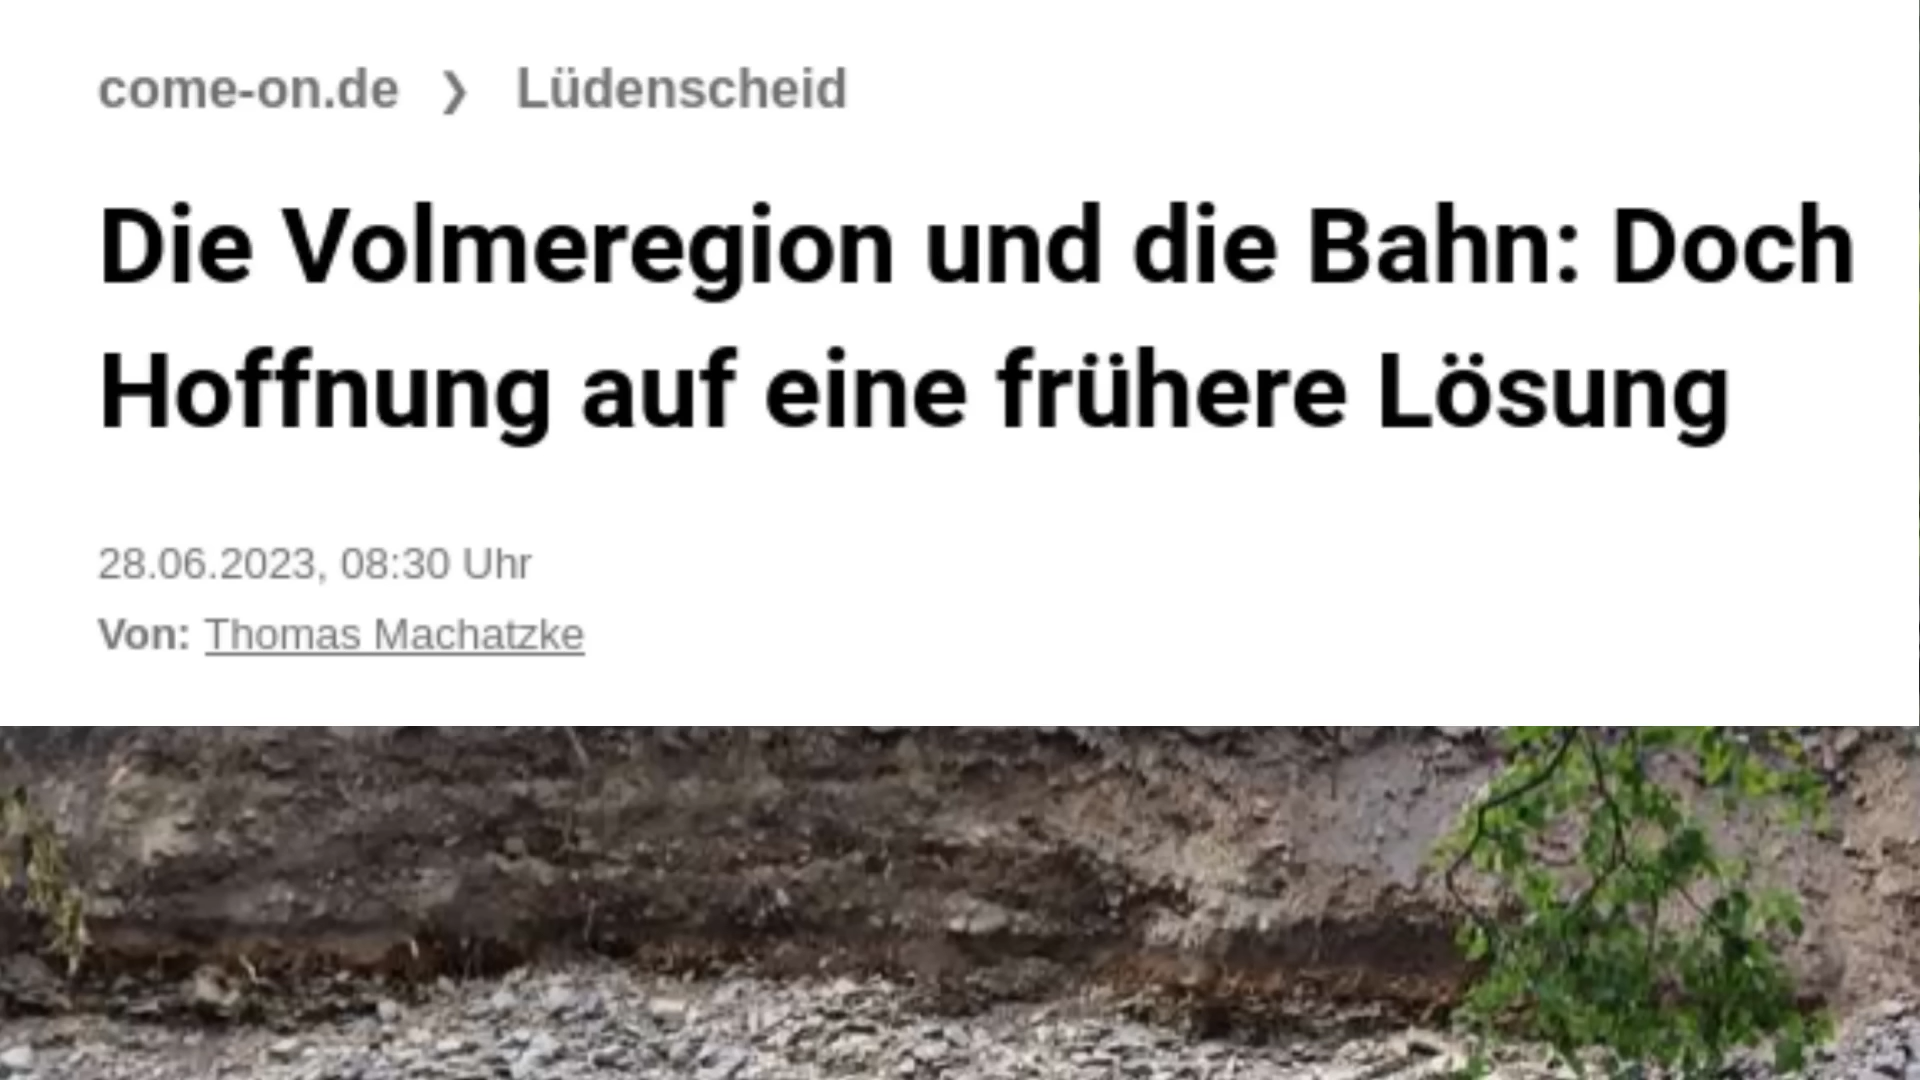 come-on.de ❯ Lüdenscheid
Die Volmeregion und die Bahn: Doch
Hoffnung auf eine frühere Lösung
28.06.2023, 08:30 Uhr
Von: Thomas Machatzke